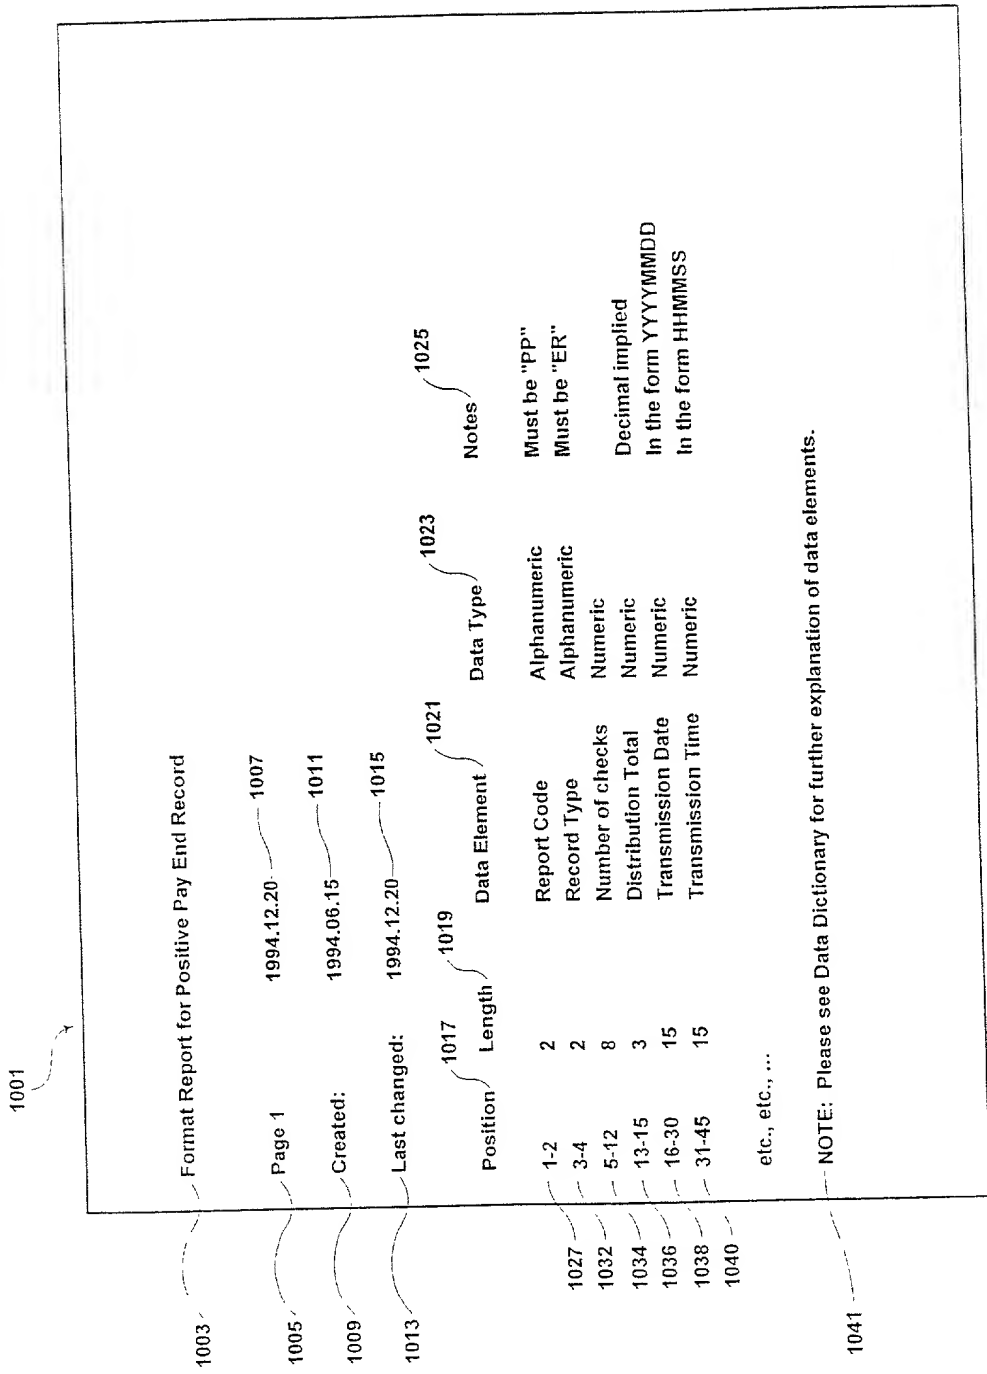 1001
1003 Format Report for Positive Pay End Record
1005 Page 1 1994.12.20 1007
1009 Created: 1994.06.15 1011
1013 Last changed: 1994.12.20 1015
1017 1019 1021 1023 1025
Position Length Data Element Data Type Notes
1027 1-2 2 Report Code Alphanumeric Must be "PP"
1032 3-4 2 Record Type Alphanumeric Must be "ER"
1034 5-12 8 Number of checks Numeric
1036 13-15 3 Distribution Total Numeric Decimal implied
1038 16-30 15 Transmission Date Numeric In the form YYYYMMDD
1040 31-45 15 Transmission Time Numeric In the form HHMMSS
etc., etc., ...
1041 NOTE: Please see Data Dictionary for further explanation of data elements.